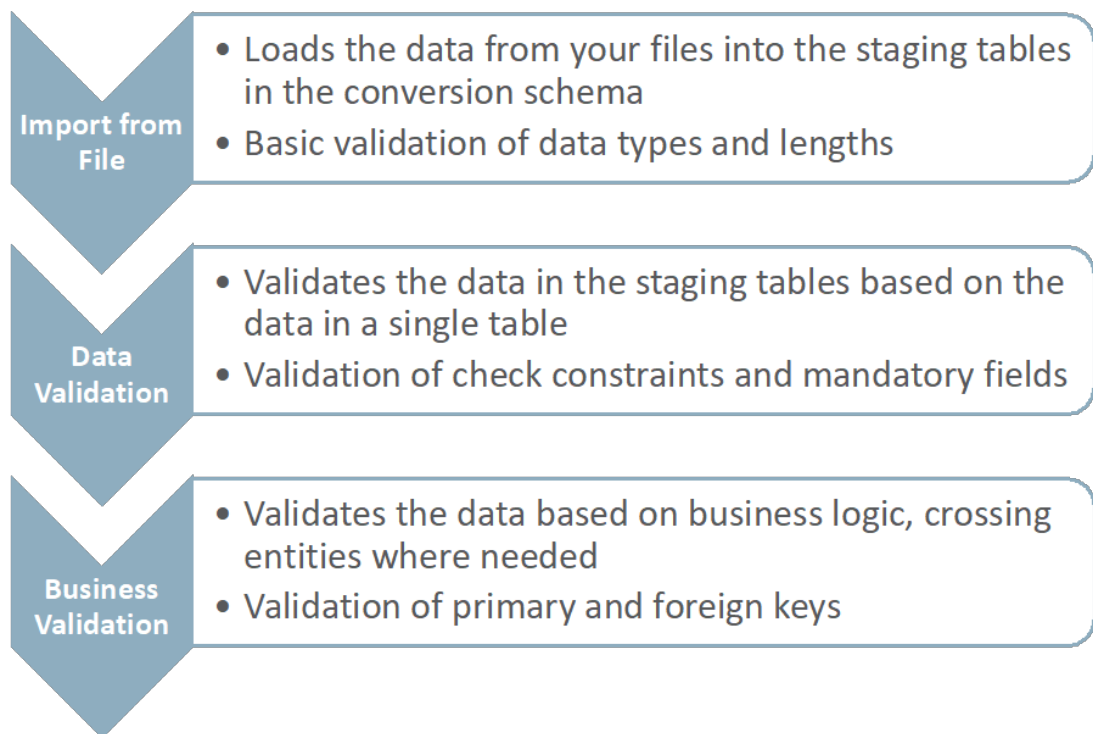 Import from
File
• Loads the data from your files into the staging tables
in the conversion schema
• Basic validation of data types and lengths
Data
Validation
• Validates the data in the staging tables based on the
data in a single table
• Validation of check constraints and mandatory fields
Business
Validation
• Validates the data based on business logic, crossing
entities where needed
• Validation of primary and foreign keys